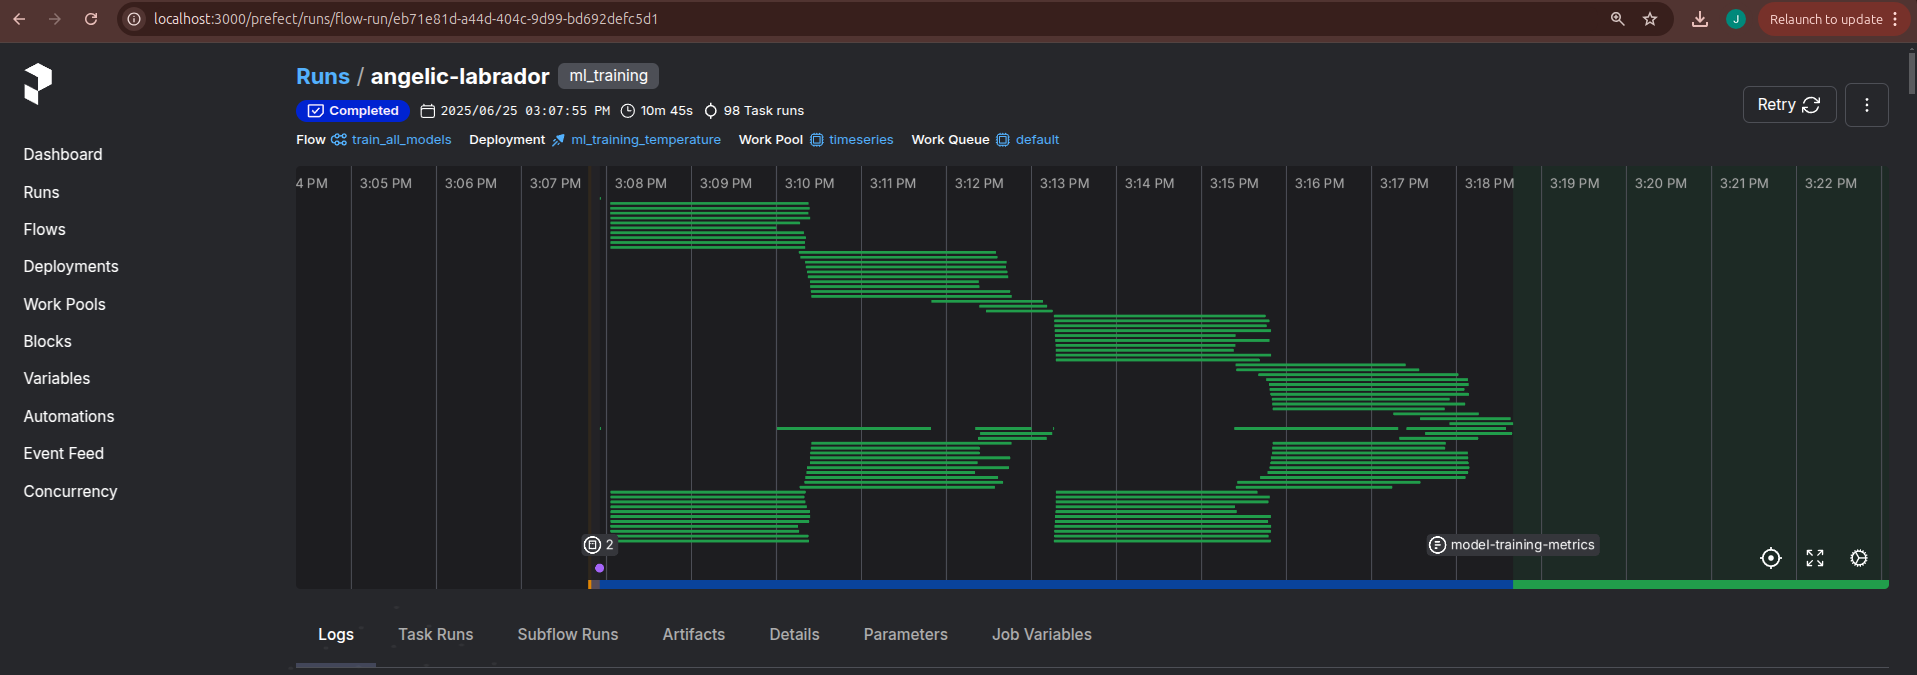 localhost:3000/prefect/runs/flow-run/eb71e81d-a44d-404c-9d99-bd692defc5d1
J
Relaunch to update
Runs / angelic-labrador ml_training
Completed 2025/06/25 03:07:55 PM 10m 45s 98 Task runs
Retry
Flow train_all_models Deployment ml_training_temperature Work Pool timeseries Work Queue default
Dashboard
Runs
Flows
Deployments
Work Pools
Blocks
Variables
Automations
Event Feed
Concurrency
4 PM 3:05 PM 3:06 PM 3:07 PM 3:08 PM 3:09 PM 3:10 PM 3:11 PM 3:12 PM 3:13 PM 3:14 PM 3:15 PM 3:16 PM 3:17 PM 3:18 PM 3:19 PM 3:20 PM 3:21 PM 3:22 PM
2
model-training-metrics
Logs Task Runs Subflow Runs Artifacts Details Parameters Job Variables